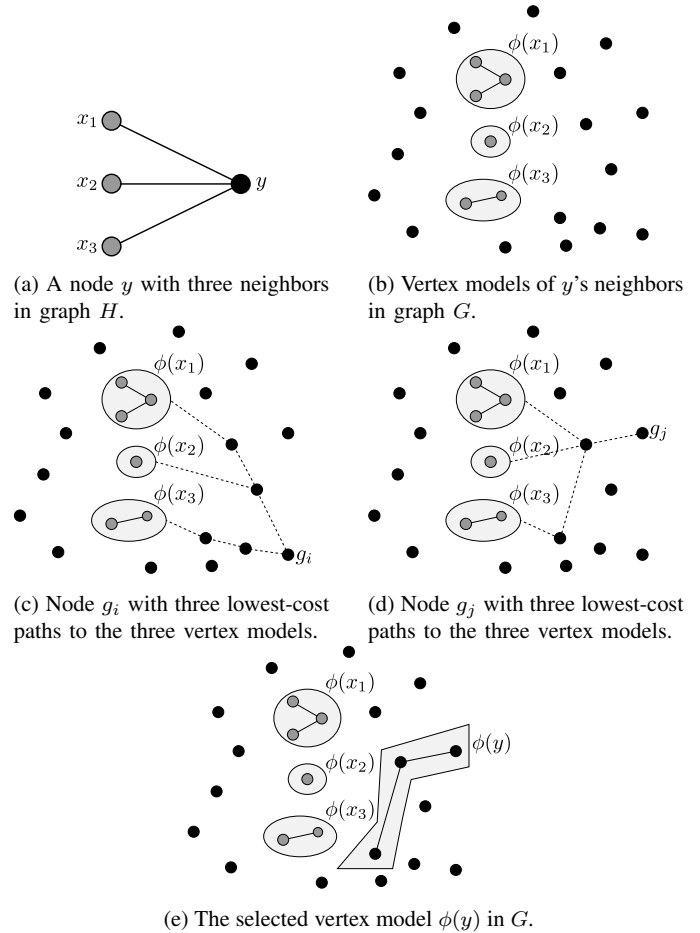 x₁
x₂
x₃
y
ϕ(x₁)
ϕ(x₂)
ϕ(x₃)
(a) A node y with three neighbors
in graph H.
(b) Vertex models of y's neighbors
in graph G.
ϕ(x₁)
ϕ(x₂)
ϕ(x₃)
gᵢ
ϕ(x₁)
ϕ(x₂)
ϕ(x₃)
gⱼ
(c) Node gᵢ with three lowest-cost
paths to the three vertex models.
(d) Node gⱼ with three lowest-cost
paths to the three vertex models.
ϕ(x₁)
ϕ(x₂)
ϕ(x₃)
ϕ(y)
(e) The selected vertex model ϕ(y) in G.